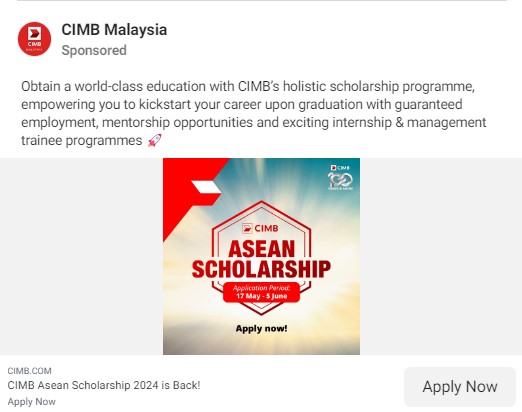 CIMB Malaysia
CIMB
Sponsored
Obtain a world-class education with CIMB's holistic scholarship programme,
empowering you to kickstart your career upon graduation with guaranteed
employment, mentorship opportunities and exciting internship & management
trainee programmes 🚀
CIMB
100
CIMB
ASEAN
SCHOLARSHIP
Application Period:
17 May - 5 June
Apply now!
CIMB.COM
CIMB Asean Scholarship 2024 is Back!
Apply Now
Apply Now